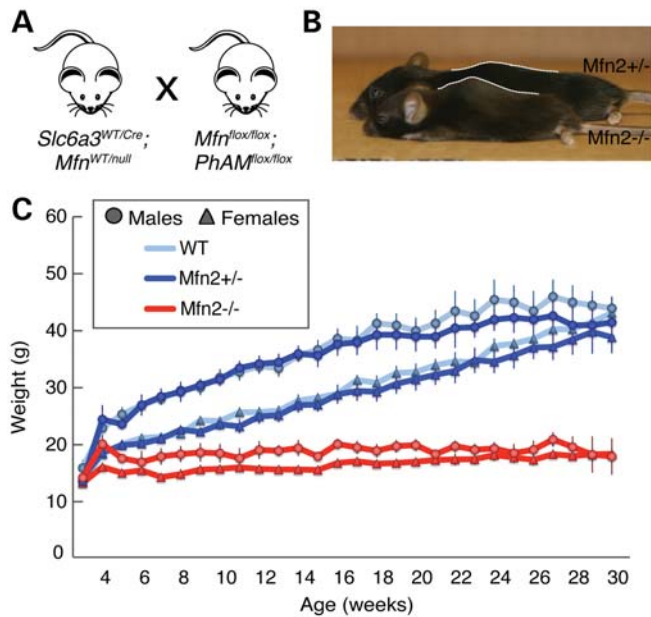 A
B
X
Slc6a3WT/Cre;
MfnWT/null
Mfnflox/flox;
PhAMflox/flox
Mfn2+/-
Mfn2-/-
C
Males Females
WT
Mfn2+/-
Mfn2-/-
60
50
40
30
20
10
0
Weight (g)
4 6 8 10 12 14 16 18 20 22 24 26 28 30
Age (weeks)